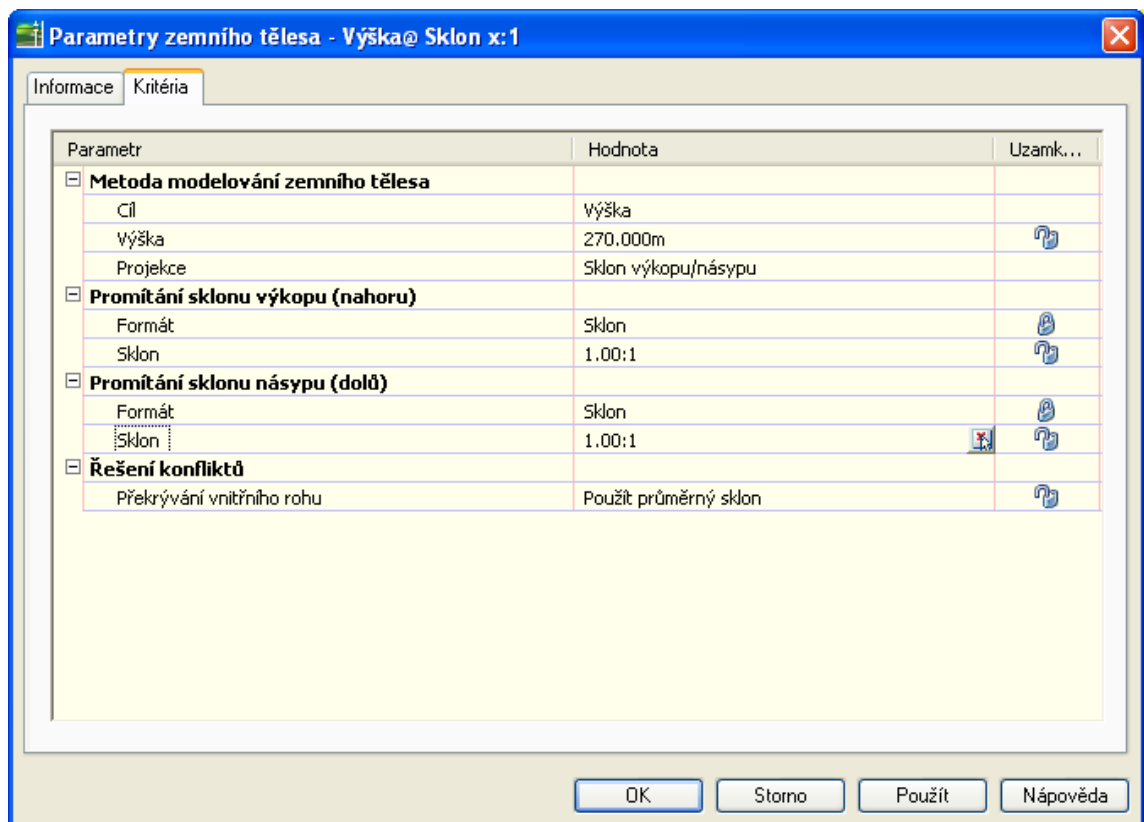 Parametry zemního tělesa - Výška@ Sklon x:1
Informace Kritéria
Parametr Hodnota Uzamk...
Metoda modelování zemního tělesa
Cíl Výška
Výška 270.000m
Projekce Sklon výkopu/násypu
Promítání sklonu výkopu (nahoru)
Formát Sklon
Sklon 1.00:1
Promítání sklonu násypu (dolů)
Formát Sklon
Sklon 1.00:1
Řešení konfliktů
Překrývání vnitřního rohu Použít průměrný sklon
OK Storno Použít Nápověda